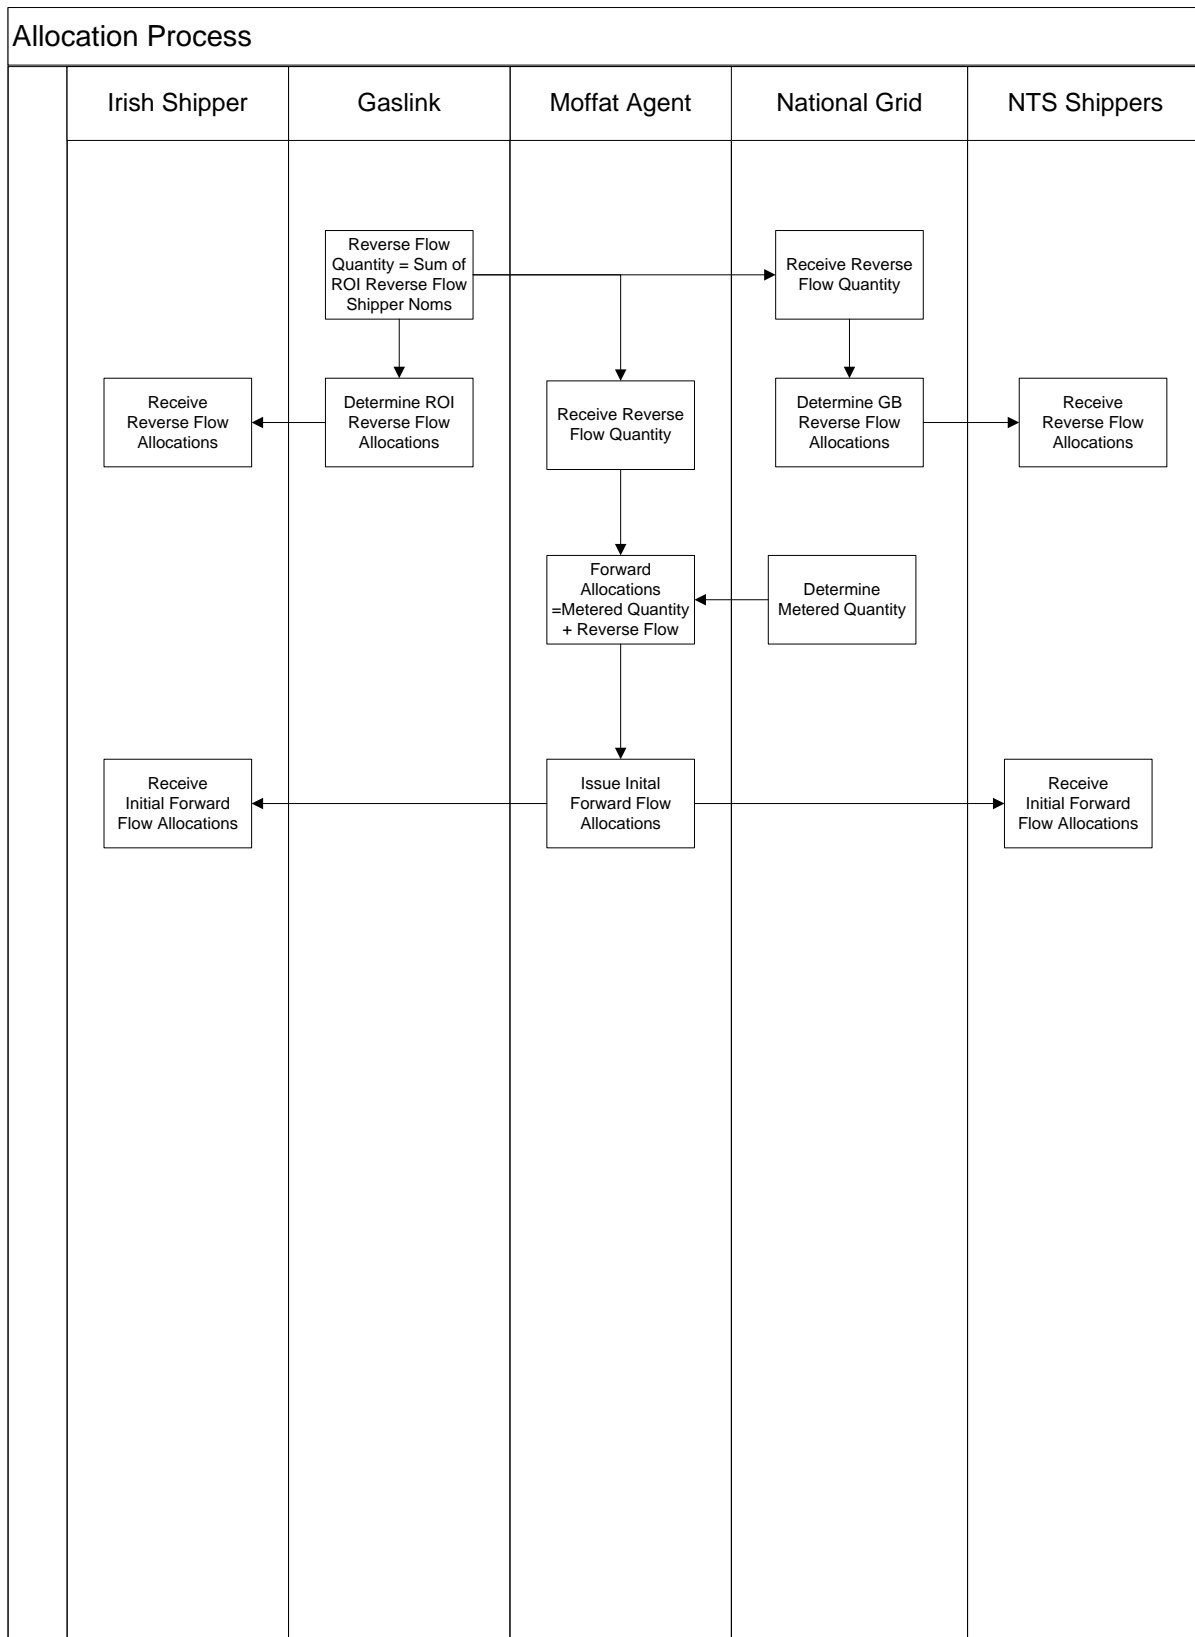 Allocation Process
Irish Shipper
Gaslink
Moffat Agent
National Grid
NTS Shippers
Reverse Flow
Quantity = Sum of
ROI Reverse Flow
Shipper Noms
Receive Reverse
Flow Quantity
Receive
Reverse Flow
Allocations
Determine ROI
Reverse Flow
Allocations
Receive Reverse
Flow Quantity
Determine GB
Reverse Flow
Allocations
Receive
Reverse Flow
Allocations
Forward
Allocations
=Metered Quantity
+ Reverse Flow
Determine
Metered Quantity
Receive
Initial Forward
Flow Allocations
Issue Inital
Forward Flow
Allocations
Receive
Initial Forward
Flow Allocations